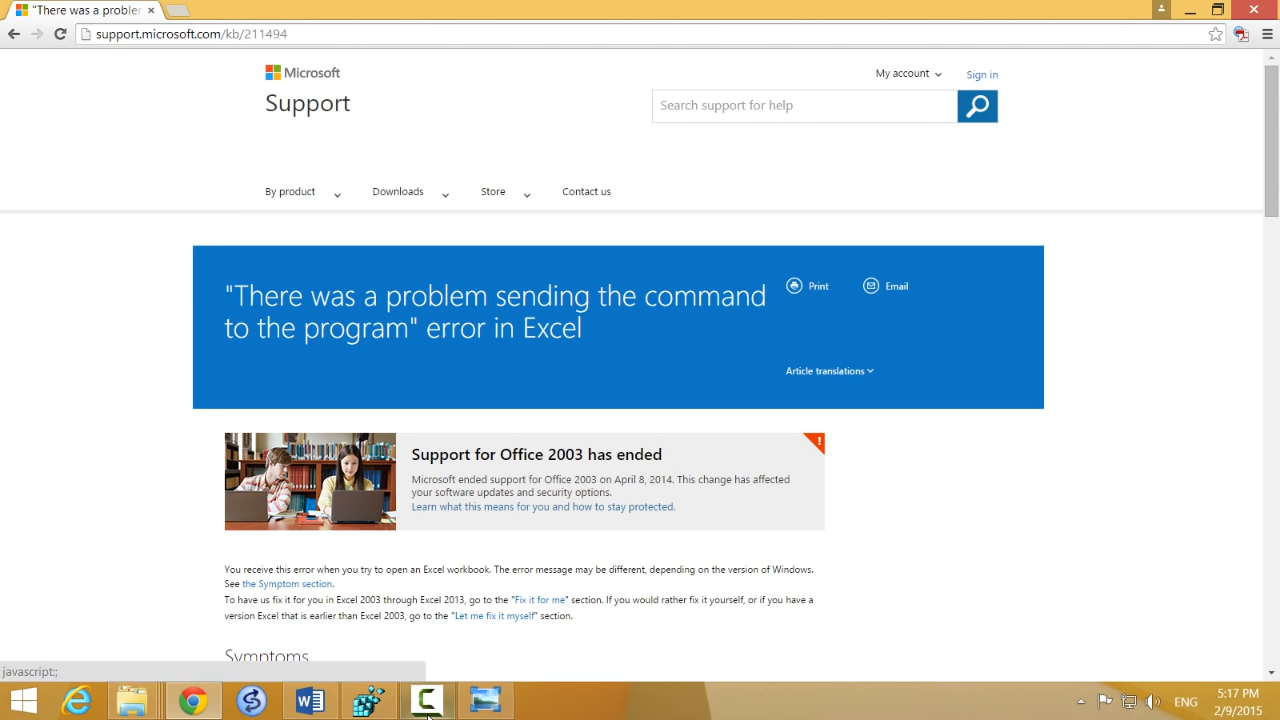 "There was a probler
support.microsoft.com/kb/211494
Microsoft
Support
My account
Sign in
Search support for help
By product
Downloads
Store
Contact us
"There was a problem sending the command
to the program" error in Excel
Print
Email
Article translations
!
Support for Office 2003 has ended
Microsoft ended support for Office 2003 on April 8, 2014. This change has affected
your software updates and security options.
Learn what this means for you and how to stay protected.
You receive this error when you try to open an Excel workbook. The error message may be different, depending on the version of Windows.
See the Symptom section.
To have us fix it for you in Excel 2003 through Excel 2013, go to the "Fix it for me" section. If you would rather fix it yourself, or if you have a
version Excel that is earlier than Excel 2003, go to the "Let me fix it myself" section.
Symptoms
javascript:;
ENG
5:17 PM
2/9/2015